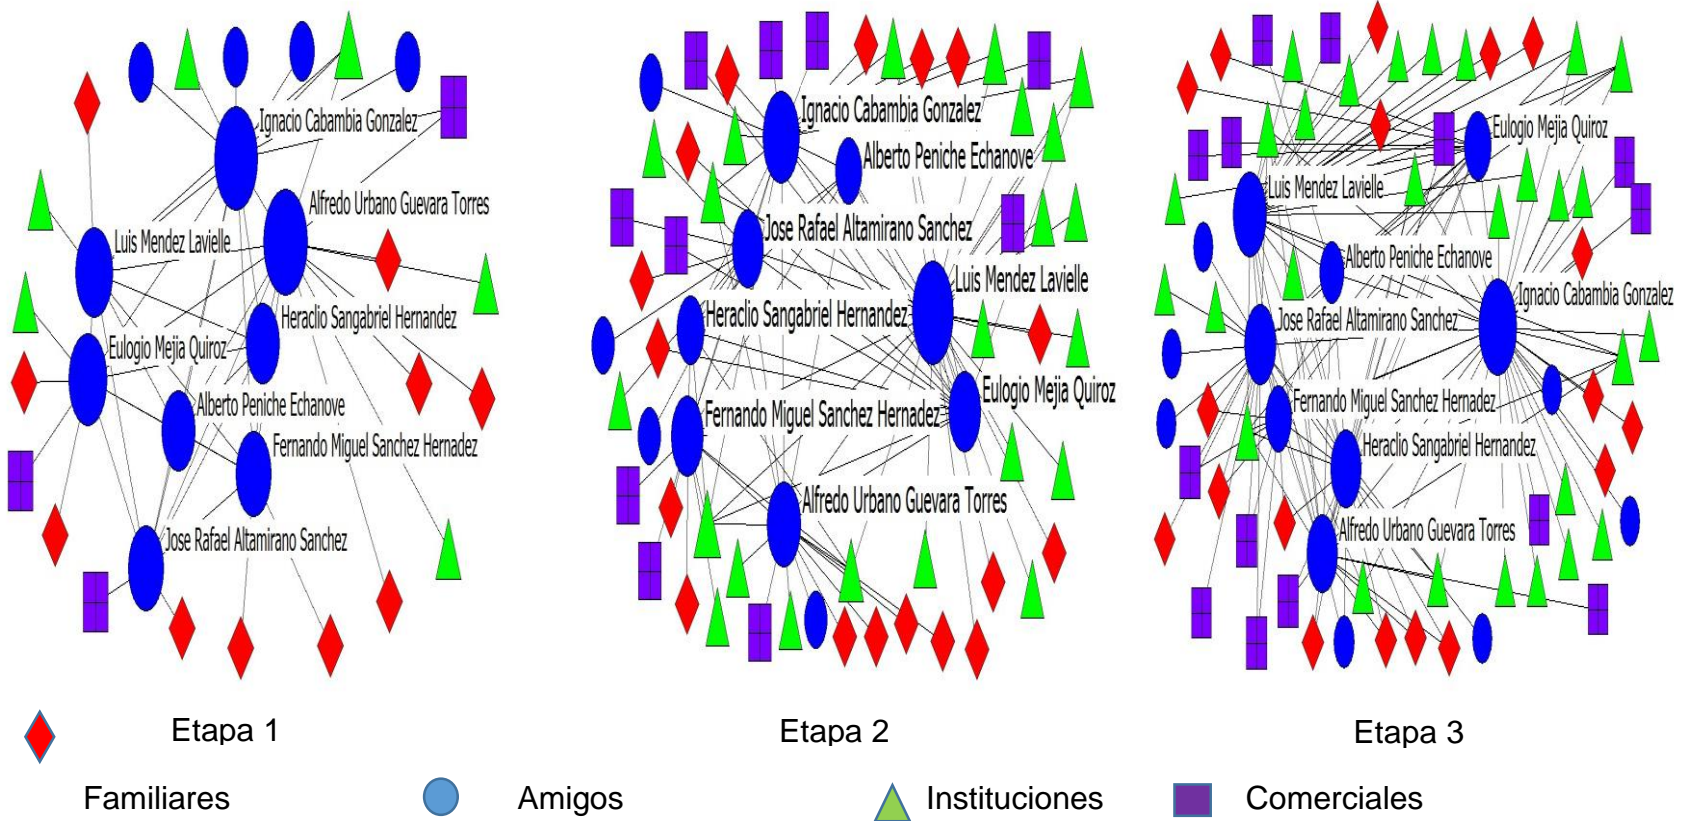 Ignacio Cabambia Gonzalez
Alfredo Urbano Guevara Torres
Luis Mendez Lavielle
Heraclio Sangabriel Hernandez
Eulogio Mejia Quiroz
Alberto Peniche Echanove
Fernando Miguel Sanchez Hernadez
Jose Rafael Altamirano Sanchez
Ignacio Cabambia Gonzalez
Alberto Peniche Echanove
Jose Rafael Altamirano Sanchez
Luis Mendez Lavielle
Heraclio Sangabriel Hernandez
Eulogio Mejia Quiroz
Fernando Miguel Sanchez Hernadez
Alfredo Urbano Guevara Torres
Eulogio Mejia Quiroz
Luis Mendez Lavielle
Alberto Peniche Echanove
Ignacio Cabambia Gonzalez
Jose Rafael Altamirano Sanchez
Fernando Miguel Sanchez Hernadez
Heraclio Sangabriel Hernandez
Alfredo Urbano Guevara Torres
Etapa 1
Etapa 2
Etapa 3
Familiares
Amigos
Instituciones
Comerciales